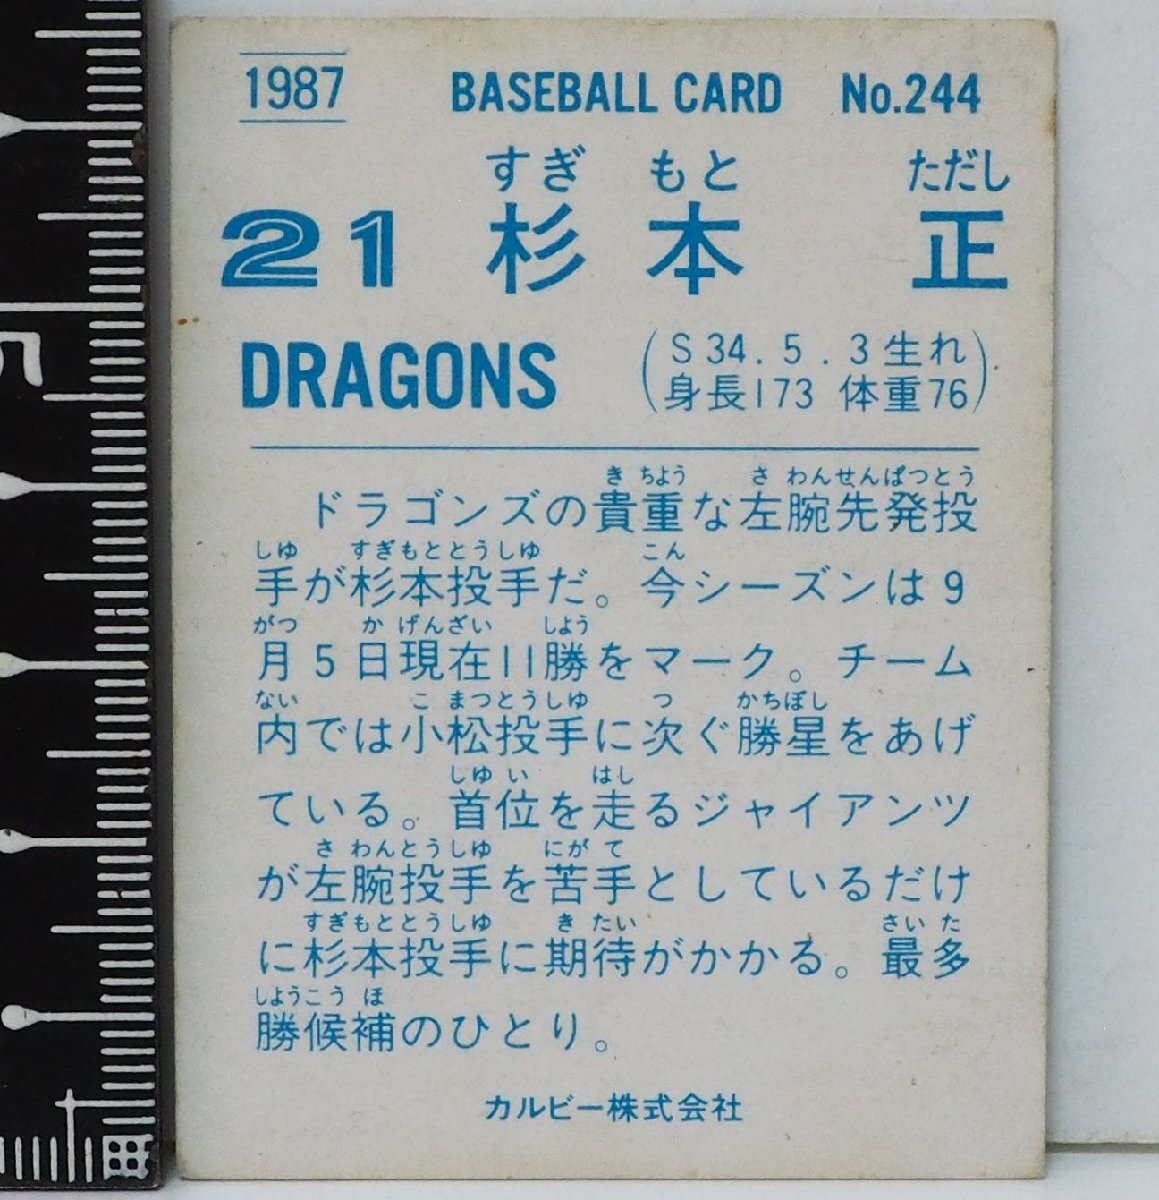 1987 BASEBALL CARD No.244
すぎ もと ただし
21 杉本 正
DRAGONS
S34.5.3生れ
身長173 体重76
き ちよう さ わんせんぱつとう
ドラゴンズの貴重な左腕先発投
しゆ すぎもととうしゆ こん
手が杉本投手だ。今シーズンは9
がつ か げんざい しよう
月5日現在11勝をマーク。チーム
ない こ まつとうしゆ つ かちぼし
内では小松投手に次ぐ勝星をあげ
しゆ い はし
ている。首位を走るジャイアンツ
さ わんとうしゆ にが て
が左腕投手を苦手としているだけ
すぎもととうしゆ き たい さい た
に杉本投手に期待がかかる。最多
しようこう ほ
勝候補のひとり。
カルビー株式会社